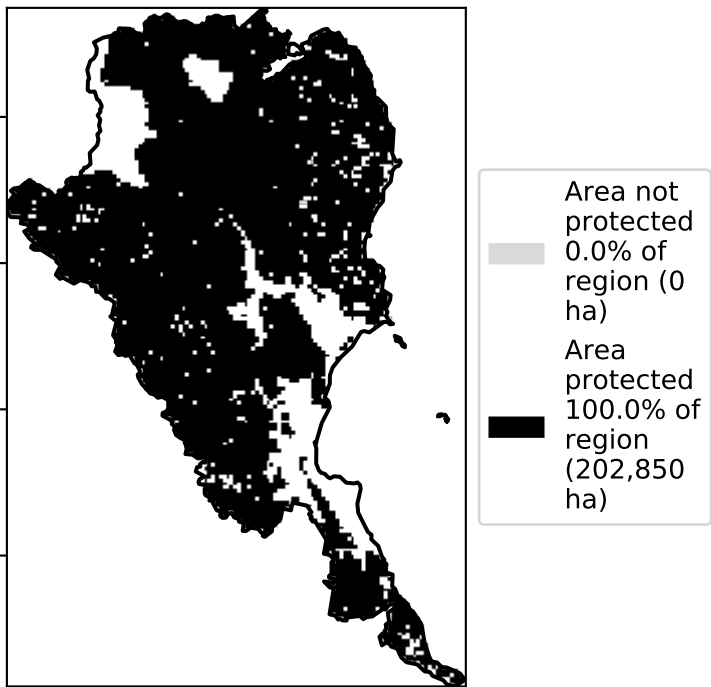 Area not
protected
0.0% of
region (0
ha)
Area
protected
100.0% of
region
(202,850
ha)